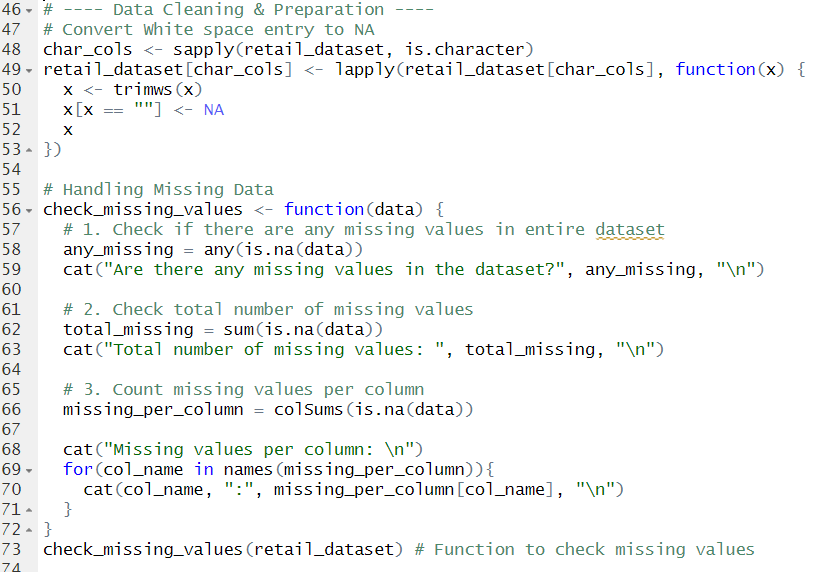 46 # ---- Data Cleaning & Preparation ----
47 # Convert White space entry to NA
48 char_cols <- sapply(retail_dataset, is.character)
49 retail_dataset[char_cols] <- lapply(retail_dataset[char_cols], function(x) {
50   x <- trimws(x)
51   x[x == ""] <- NA
52   x
53 })
54
55 # Handling Missing Data
56 check_missing_values <- function(data) {
57   # 1. Check if there are any missing values in entire dataset
58   any_missing = any(is.na(data))
59   cat("Are there any missing values in the dataset?", any_missing, "\n")
60
61   # 2. Check total number of missing values
62   total_missing = sum(is.na(data))
63   cat("Total number of missing values: ", total_missing, "\n")
64
65   # 3. Count missing values per column
66   missing_per_column = colSums(is.na(data))
67
68   cat("Missing values per column: \n")
69   for(col_name in names(missing_per_column)){
70     cat(col_name, ":", missing_per_column[col_name], "\n")
71   }
72 }
73 check_missing_values(retail_dataset) # Function to check missing values
74